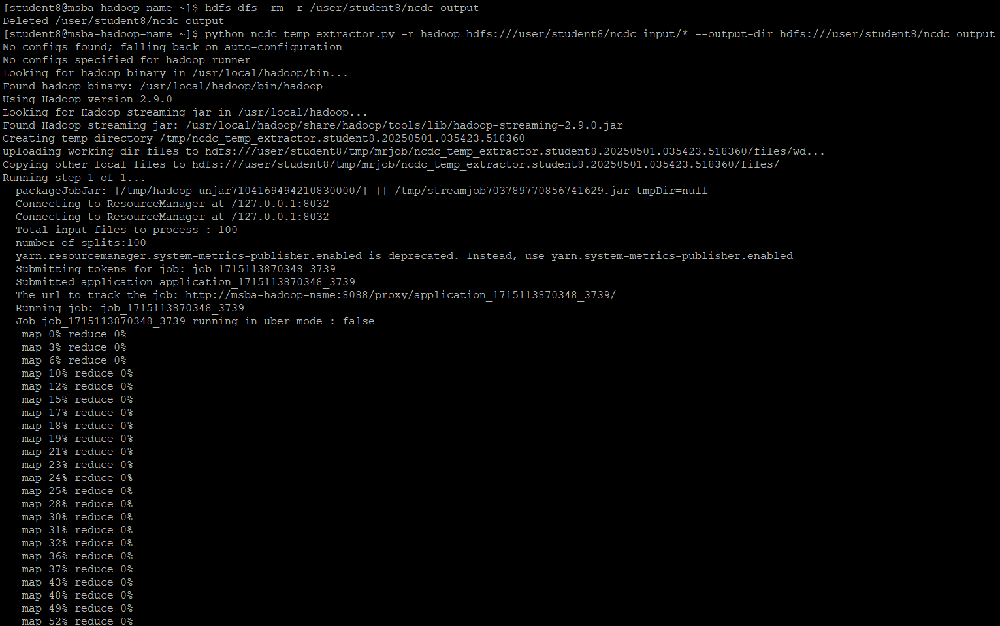 [student8@msba-hadoop-name ~]$ hdfs dfs -rm -r /user/student8/ncdc_output
Deleted /user/student8/ncdc_output
[student8@msba-hadoop-name ~]$ python ncdc_temp_extractor.py -r hadoop hdfs:///user/student8/ncdc_input/* --output-dir=hdfs:///user/student8/ncdc_output
No configs found; falling back on auto-configuration
No configs specified for hadoop runner
Looking for hadoop binary in /usr/local/hadoop/bin...
Found hadoop binary: /usr/local/hadoop/bin/hadoop
Using Hadoop version 2.9.0
Looking for Hadoop streaming jar in /usr/local/hadoop...
Found Hadoop streaming jar: /usr/local/hadoop/share/hadoop/tools/lib/hadoop-streaming-2.9.0.jar
Creating temp directory /tmp/ncdc_temp_extractor.student8.20250501.035423.518360
uploading working dir files to hdfs:///user/student8/tmp/mrjob/ncdc_temp_extractor.student8.20250501.035423.518360/files/wd...
Copying other local files to hdfs:///user/student8/tmp/mrjob/ncdc_temp_extractor.student8.20250501.035423.518360/files/
Running step 1 of 1...
  packageJobJar: [/tmp/hadoop-unjar7104169494210830000/] [] /tmp/streamjob703789770856741629.jar tmpDir=null
  Connecting to ResourceManager at /127.0.0.1:8032
  Connecting to ResourceManager at /127.0.0.1:8032
  Total input files to process : 100
  number of splits:100
  yarn.resourcemanager.system-metrics-publisher.enabled is deprecated. Instead, use yarn.system-metrics-publisher.enabled
  Submitting tokens for job: job_1715113870348_3739
  Submitted application application_1715113870348_3739
  The url to track the job: http://msba-hadoop-name:8088/proxy/application_1715113870348_3739/
  Running job: job_1715113870348_3739
  Job job_1715113870348_3739 running in uber mode : false
   map 0% reduce 0%
   map 3% reduce 0%
   map 6% reduce 0%
   map 10% reduce 0%
   map 12% reduce 0%
   map 15% reduce 0%
   map 17% reduce 0%
   map 18% reduce 0%
   map 19% reduce 0%
   map 21% reduce 0%
   map 23% reduce 0%
   map 24% reduce 0%
   map 25% reduce 0%
   map 28% reduce 0%
   map 30% reduce 0%
   map 31% reduce 0%
   map 32% reduce 0%
   map 36% reduce 0%
   map 37% reduce 0%
   map 43% reduce 0%
   map 48% reduce 0%
   map 49% reduce 0%
   map 52% reduce 0%